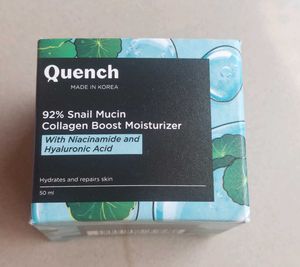 Quench
MADE IN KOREA
92% Snail Mucin
Collagen Boost Moisturizer
With Niacinamide and
Hyaluronic Acid
Hydrates and repairs skin
50 ml